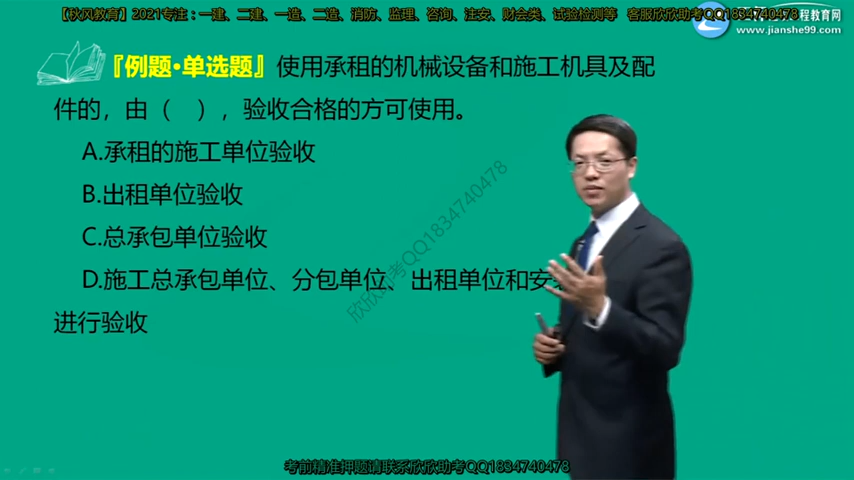 【秋风教育】2021专注：一建、二建、一造、二造、消防、监理、咨询、注安、财会类、试验检测等 客服欣欣助考QQ1834740478
程教育网
www.jianshe99.com
『例题·单选题』使用承租的机械设备和施工机具及配
件的，由（ ），验收合格的方可使用。
A.承租的施工单位验收
B.出租单位验收
C.总承包单位验收
D.施工总承包单位、分包单位、出租单位和安
进行验收
欣欣助考QQ1834740478
考前精准押题请联系欣欣助考QQ1834740478